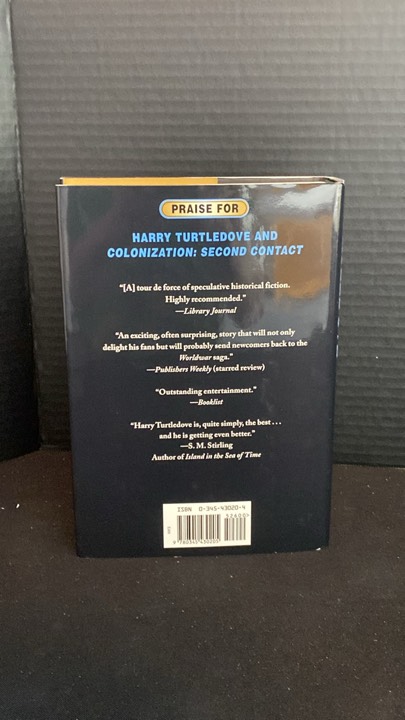 PRAISE FOR
HARRY TURTLEDOVE AND
COLONIZATION: SECOND CONTACT
“[A] tour de force of speculative historical fiction.
Highly recommended.”
—Library Journal
“An exciting, often surprising, story that will not only
delight his fans but will probably send newcomers back to the
Worldwar saga.”
—Publishers Weekly (starred review)
“Outstanding entertainment.”
—Booklist
“Harry Turtledove is, quite simply, the best . . .
and he is getting even better.”
—S. M. Stirling
Author of Island in the Sea of Time
ISBN 0-345-43020-4
9 780345 430205